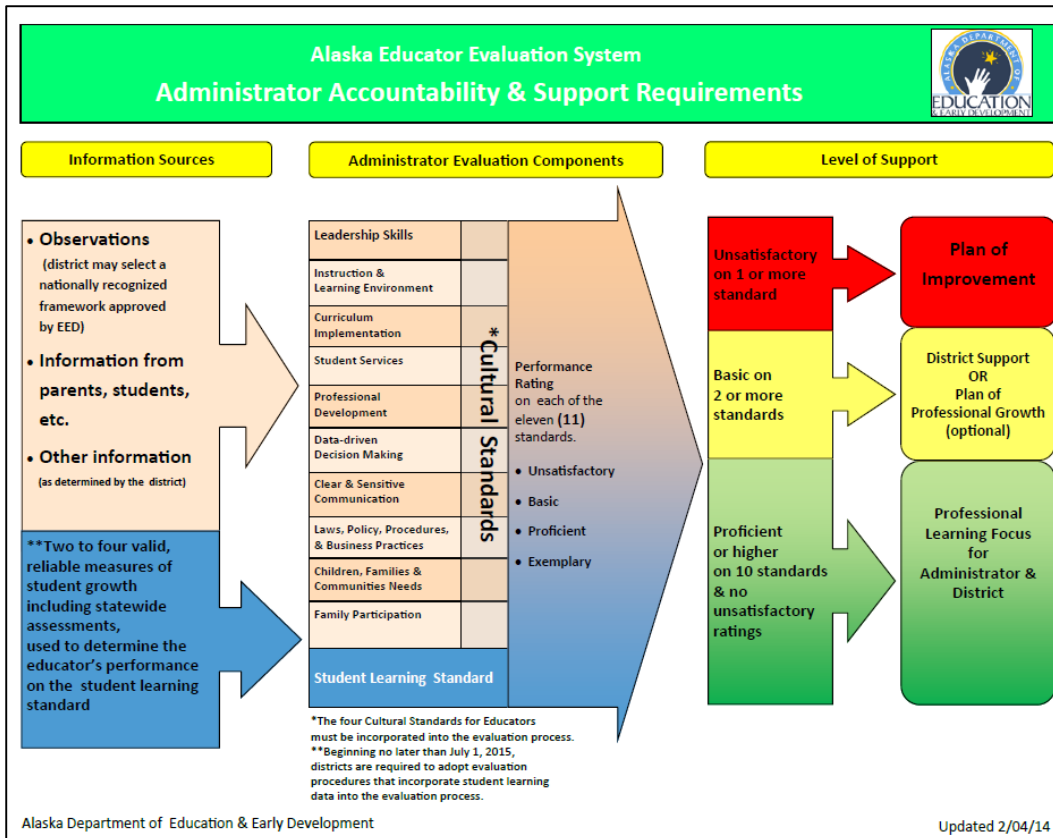 Alaska Educator Evaluation System
Administrator Accountability & Support Requirements
ALASKA DEPARTMENT OF
EDUCATION
& EARLY DEVELOPMENT
Information Sources
Administrator Evaluation Components
Level of Support
• Observations
(district may select a
nationally recognized
framework approved
by EED)
• Information from
parents, students,
etc.
• Other information
(as determined by the district)
**Two to four valid,
reliable measures of
student growth
including statewide
assessments,
used to determine the
educator's performance
on the student learning
standard
Leadership Skills
Instruction &
Learning Environment
Curriculum
Implementation
Student Services
Professional
Development
Data-driven
Decision Making
Clear & Sensitive
Communication
Laws, Policy, Procedures,
& Business Practices
Children, Families &
Communities Needs
Family Participation
Student Learning Standard
*Cultural Standards
Performance
Rating
on each of the
eleven (11)
standards.
• Unsatisfactory
• Basic
• Proficient
• Exemplary
*The four Cultural Standards for Educators
must be incorporated into the evaluation process.
**Beginning no later than July 1, 2015,
districts are required to adopt evaluation
procedures that incorporate student learning
data into the evaluation process.
Unsatisfactory
on 1 or more
standard
Plan of
Improvement
Basic on
2 or more
standards
District Support
OR
Plan of
Professional Growth
(optional)
Proficient
or higher
on 10 standards
& no
unsatisfactory
ratings
Professional
Learning Focus
for
Administrator &
District
Alaska Department of Education & Early Development
Updated 2/04/14